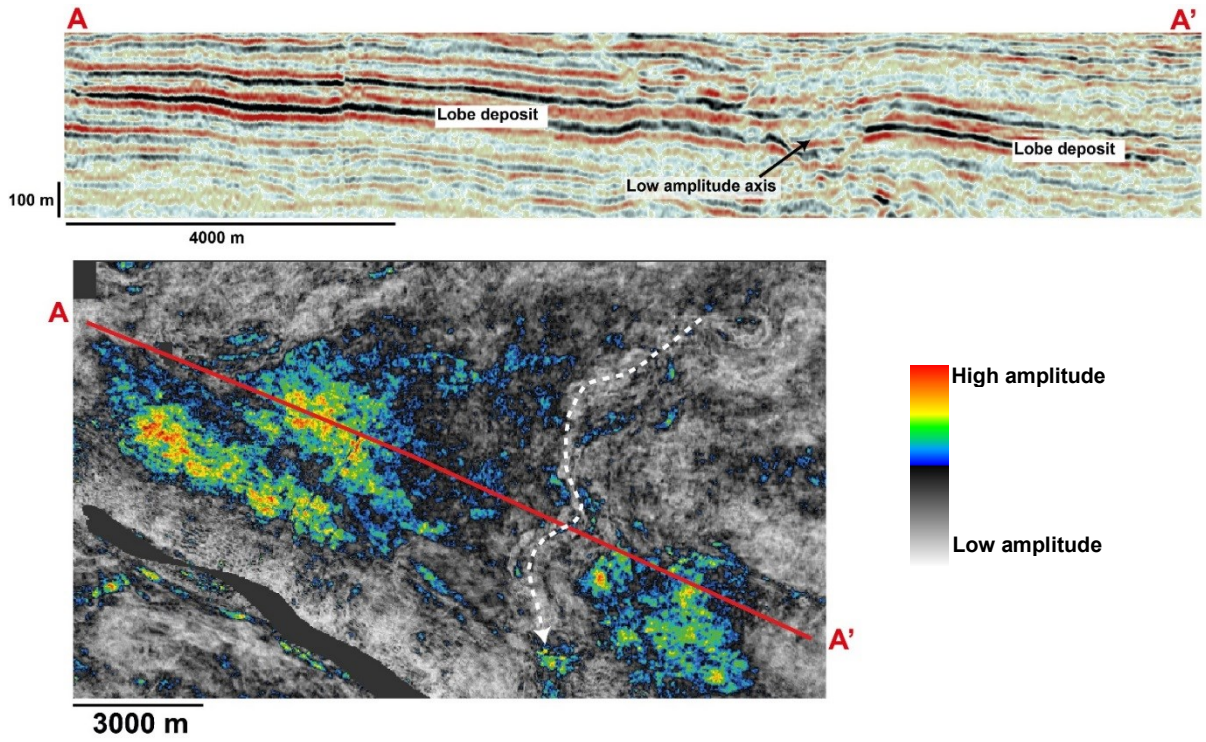 A A’
Lobe deposit
Lobe deposit
Low amplitude axis
100 m
4000 m
A
A’
High amplitude
Low amplitude
3000 m